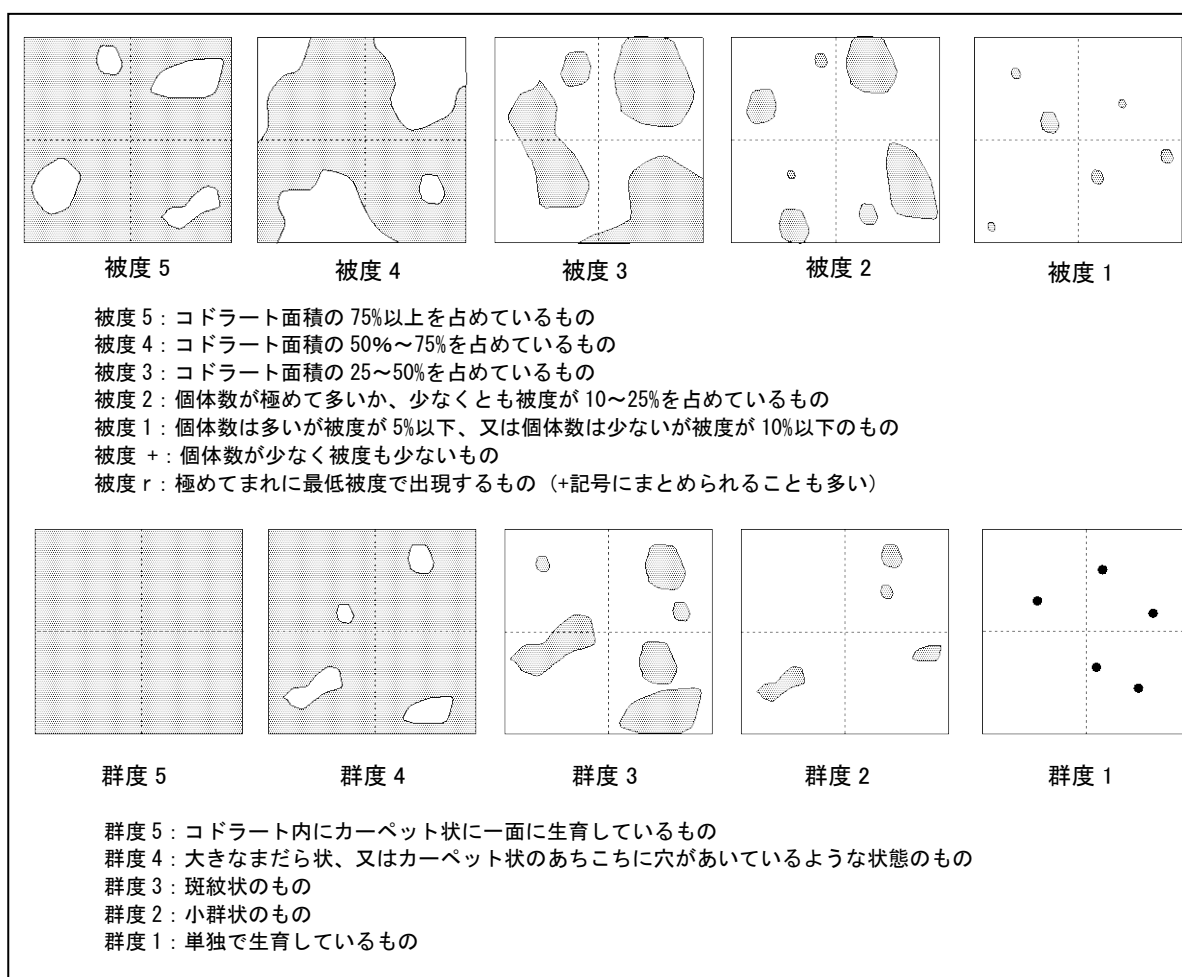 被度 5 被度 4 被度 3 被度 2 被度 1
被度 5：コドラート面積の 75%以上を占めているもの
被度 4：コドラート面積の 50%～75%を占めているもの
被度 3：コドラート面積の 25～50%を占めているもの
被度 2：個体数が極めて多いか、少なくとも被度が 10～25%を占めているもの
被度 1：個体数は多いが被度が 5%以下、又は個体数は少ないが被度が 10%以下のもの
被度 +：個体数が少なく被度も少ないもの
被度 r：極めてまれに最低被度で出現するもの（+記号にまとめられることも多い）
群度 5 群度 4 群度 3 群度 2 群度 1
群度 5：コドラート内にカーペット状に一面に生育しているもの
群度 4：大きなまだら状、又はカーペット状のあちこちに穴があいているような状態のもの
群度 3：斑紋状のもの
群度 2：小群状のもの
群度 1：単独で生育しているもの